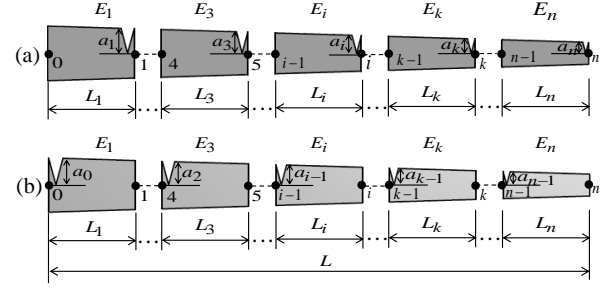 E1 E3 Ei Ek En
(a) a1 a3 ai ak an
0 1 4 5 i−1 i k−1 k n−1 n
L1 ... L3 ... Li ... Lk ... Ln
E1 E3 Ei Ek En
(b) a0 a2 ai−1 ak−1 an−1
0 1 4 5 i−1 i k−1 k n−1 n
L1 ... L3 ... Li ... Lk ... Ln
L